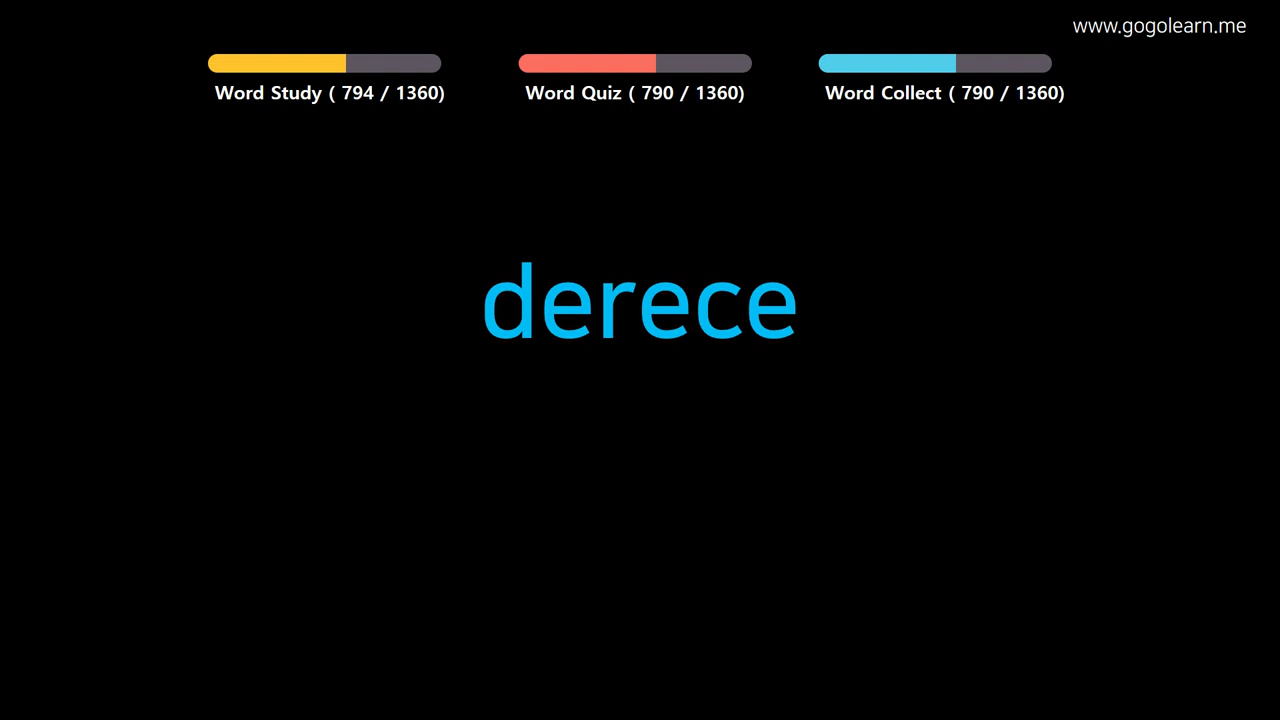 www.gogolearn.me
Word Study ( 794 / 1360)
Word Quiz ( 790 / 1360)
Word Collect ( 790 / 1360)
derece